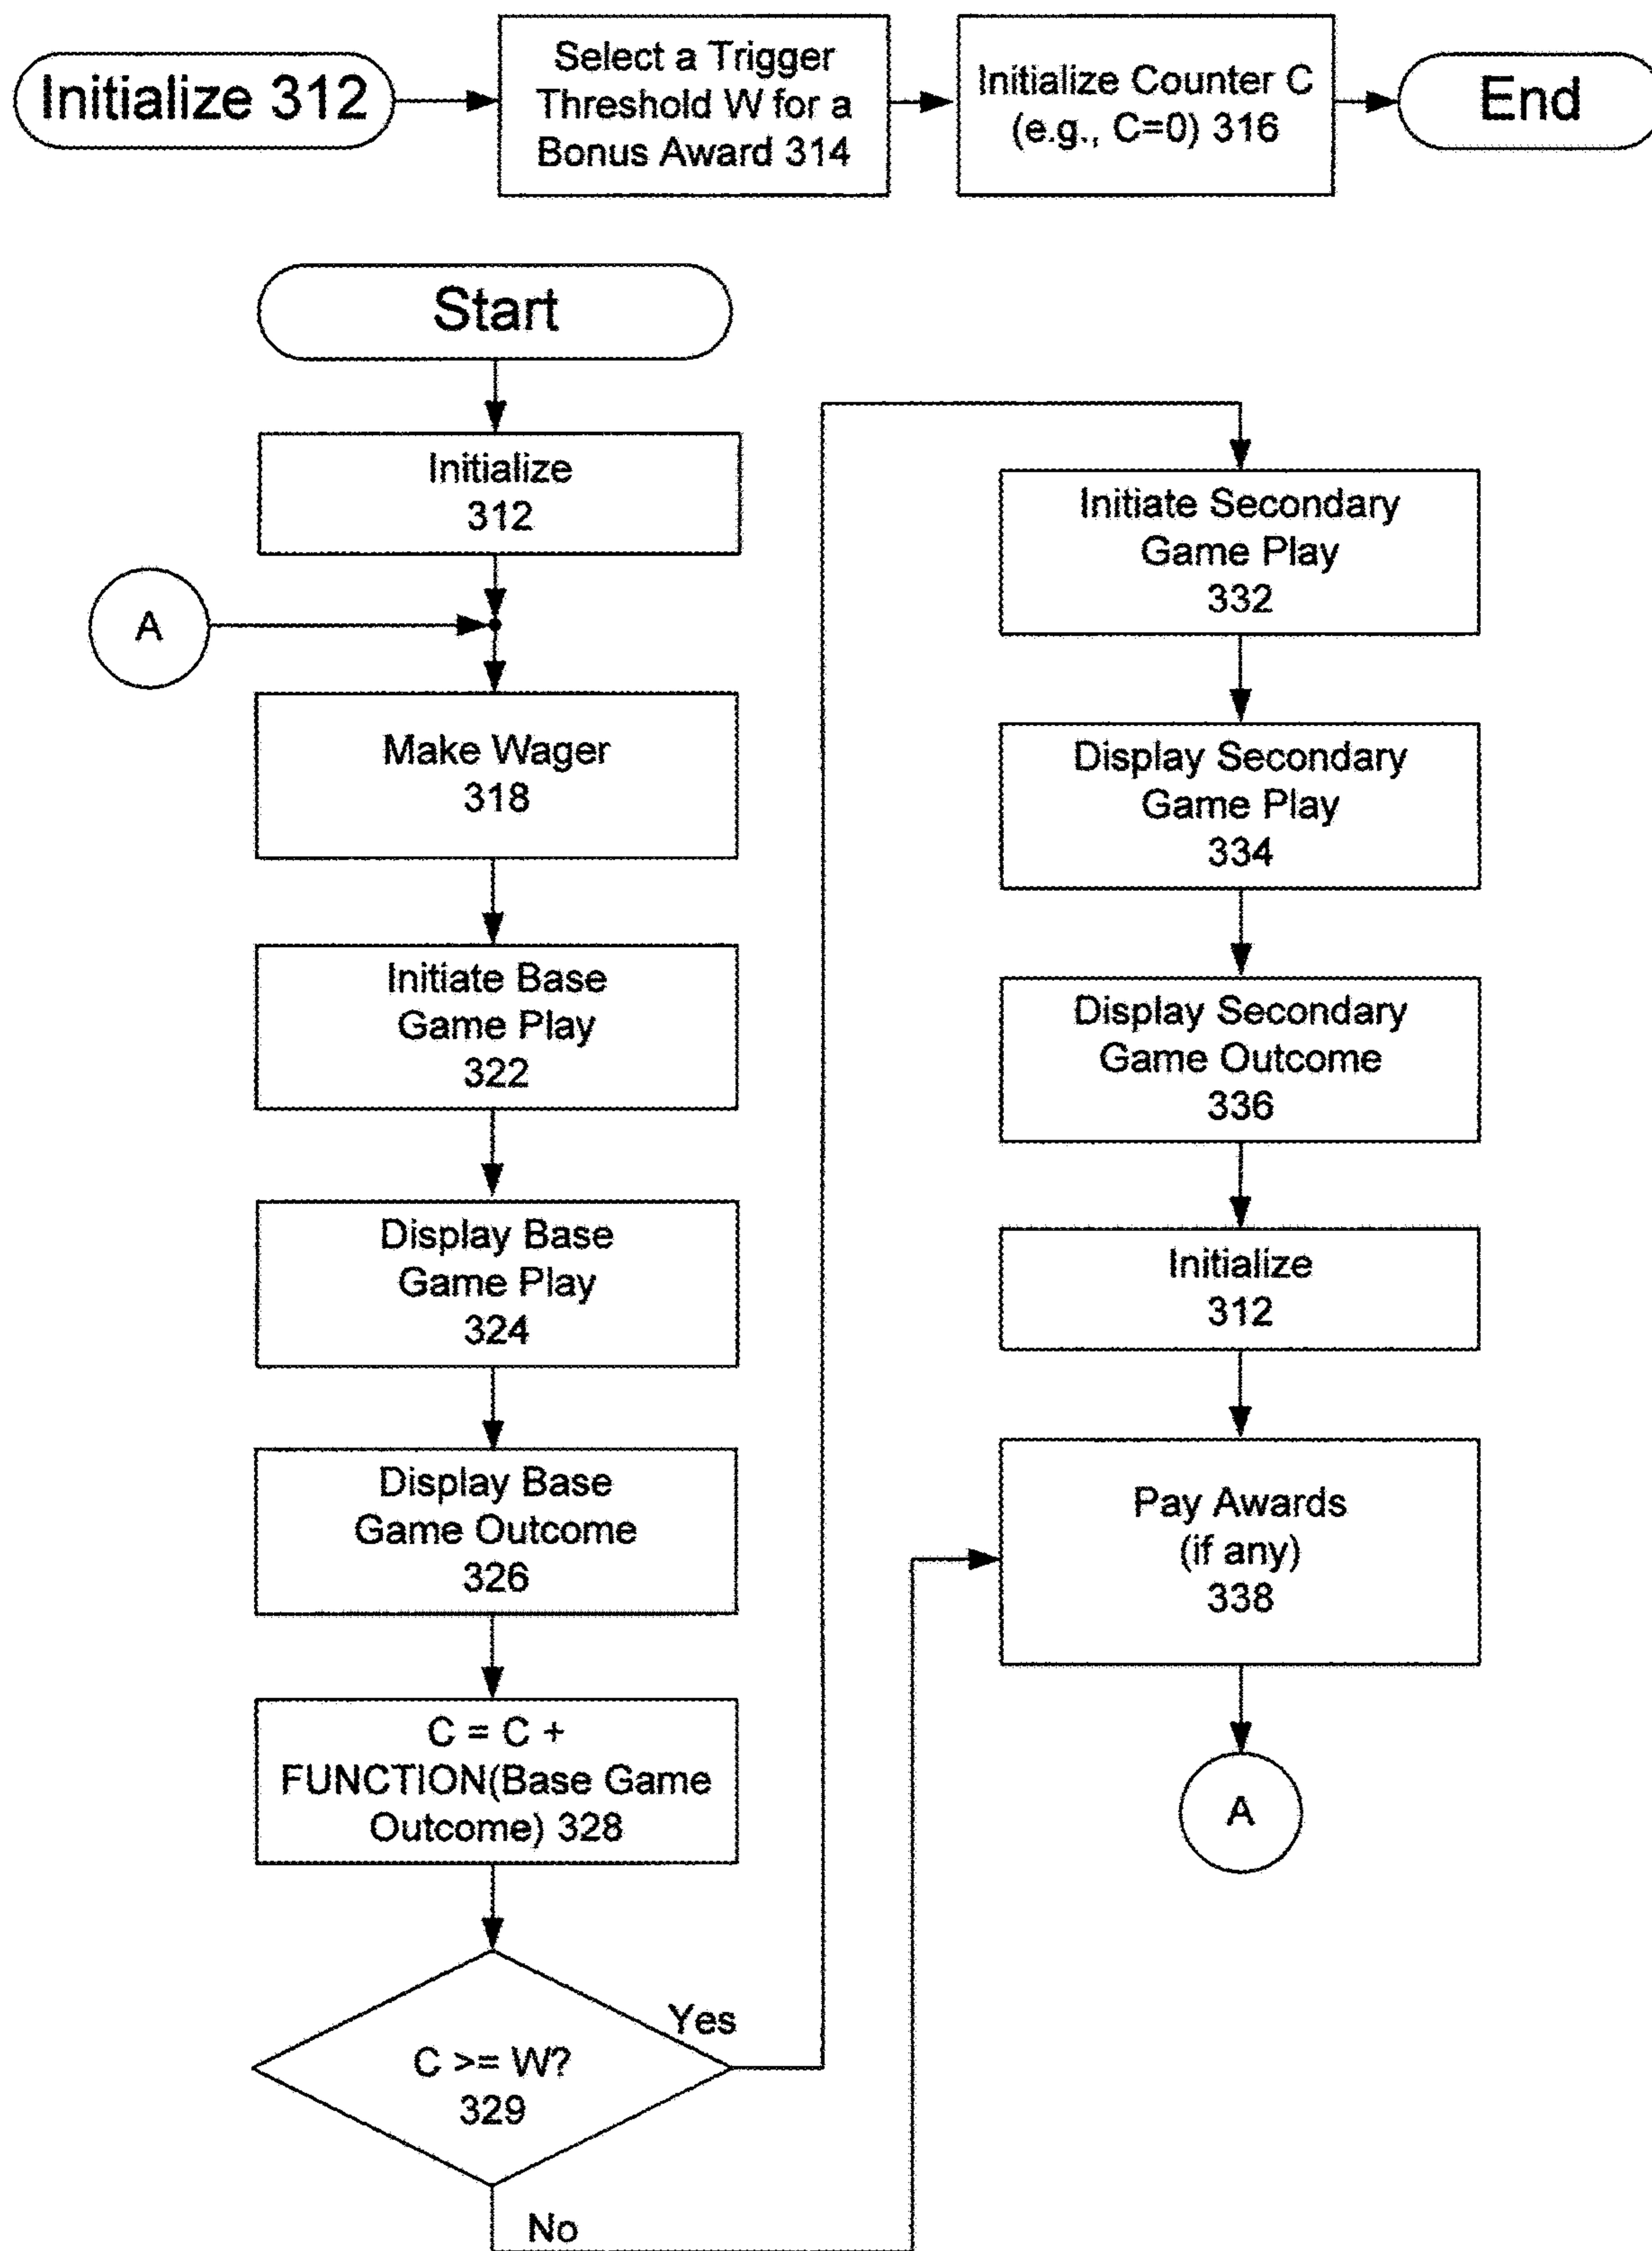 Initialize 312
Select a Trigger
Threshold W for a
Bonus Award 314
Initialize Counter C
(e.g., C=0) 316
End
Start
Initialize
312
A
Make Wager
318
Initiate Base
Game Play
322
Display Base
Game Play
324
Display Base
Game Outcome
326
C = C +
FUNCTION(Base Game
Outcome) 328
C >= W?
329
Yes
No
Initiate Secondary
Game Play
332
Display Secondary
Game Play
334
Display Secondary
Game Outcome
336
Initialize
312
Pay Awards
(if any)
338
A